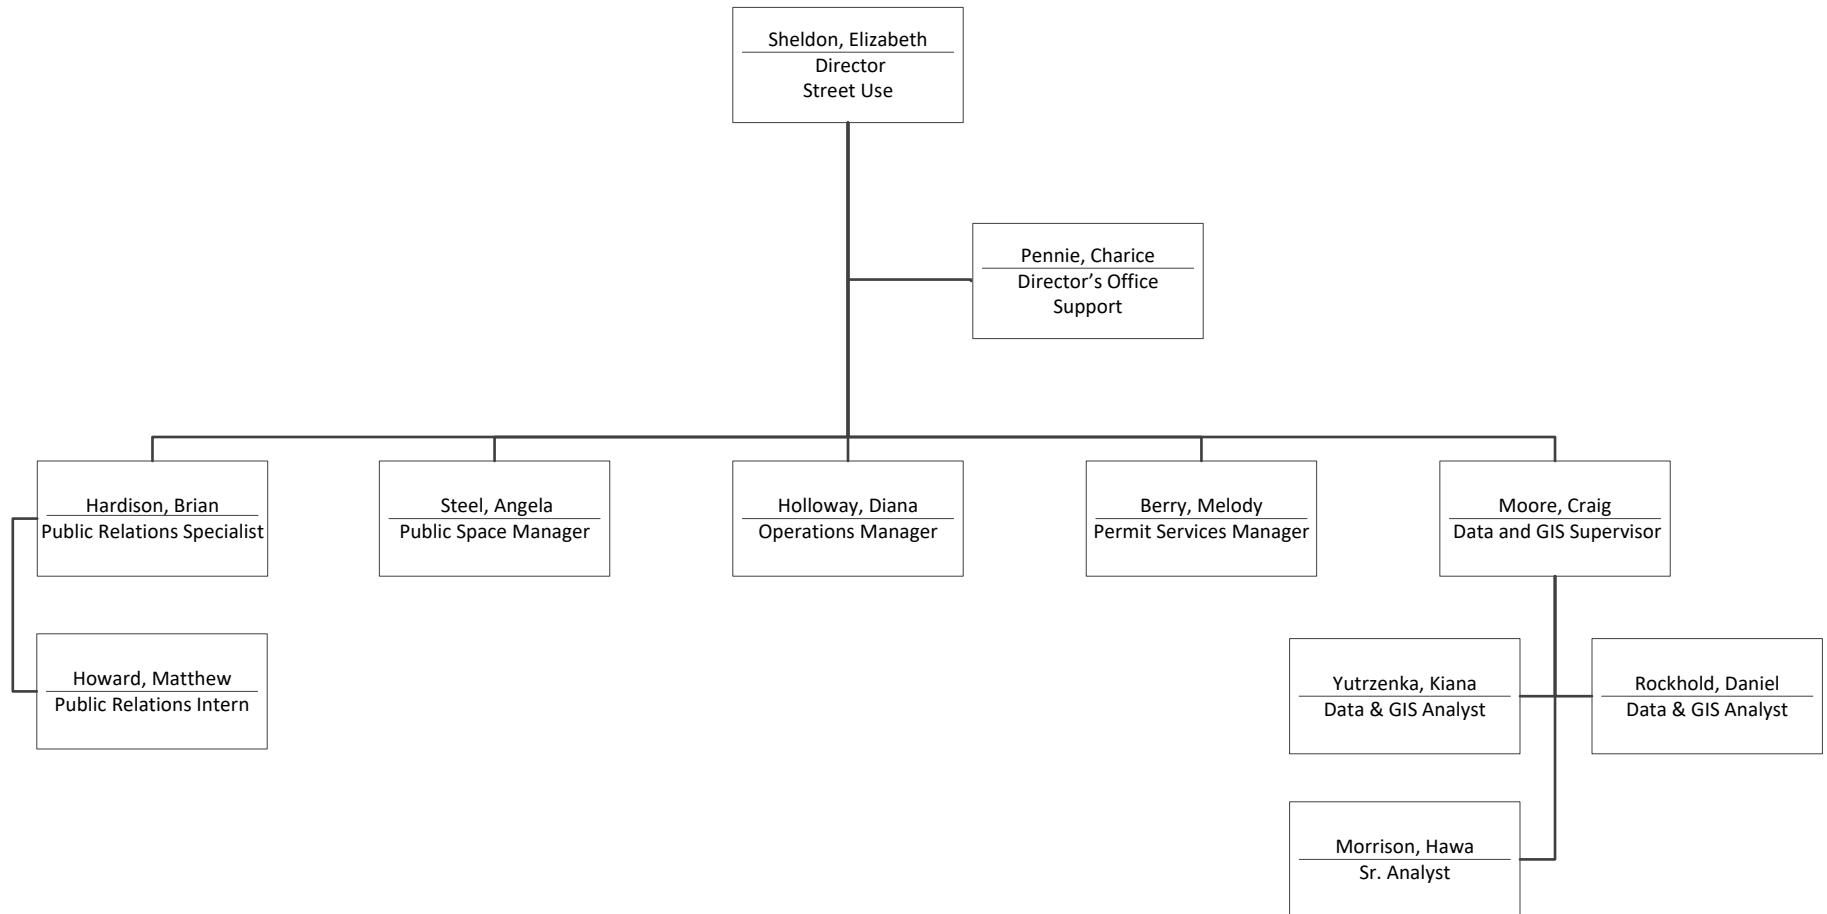 Sheldon, Elizabeth
Director
Street Use
Pennie, Charice
Director’s Office
Support
Hardison, Brian
Public Relations Specialist
Steel, Angela
Public Space Manager
Holloway, Diana
Operations Manager
Berry, Melody
Permit Services Manager
Moore, Craig
Data and GIS Supervisor
Howard, Matthew
Public Relations Intern
Yutrzenka, Kiana
Data & GIS Analyst
Rockhold, Daniel
Data & GIS Analyst
Morrison, Hawa
Sr. Analyst